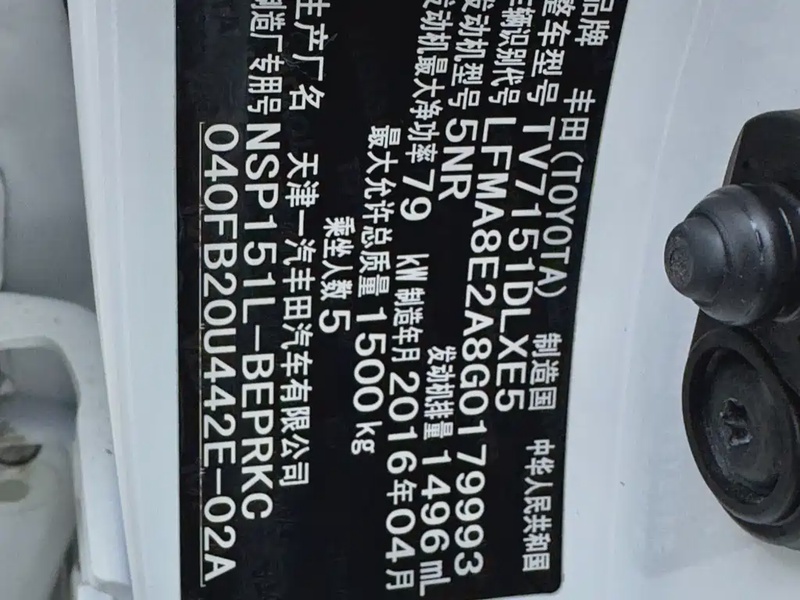 品牌 丰田(TOYOTA) 制造国 中华人民共和国
整车型号 TV7151DLXE5
车辆识别代号 LFMA8E2A8G0179993
发动机型号 5NR 发动机排量 1496 mL
发动机最大净功率 79 kW 制造年月 2016年04月
最大允许总质量 1500 kg
乘坐人数 5
生产厂名 天津一汽丰田汽车有限公司
制造厂专用号 NSP151L-BEPRKC
040FB20U442E-02A